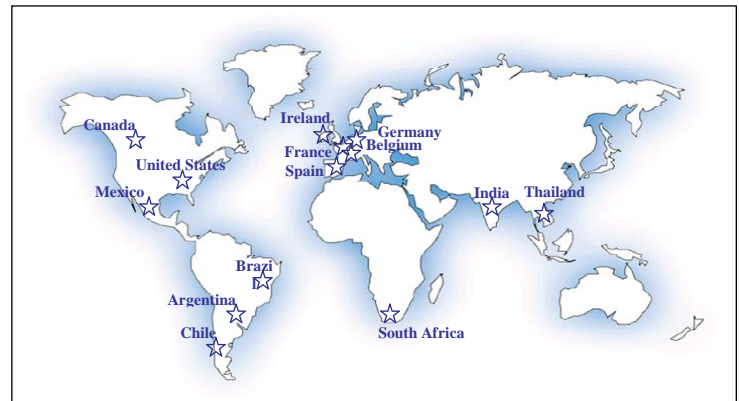 Ireland
Canada
Germany
France
Belgium
United States
Spain
Mexico
India
Thailand
Brazi
l
Argentina
Chile
South Africa